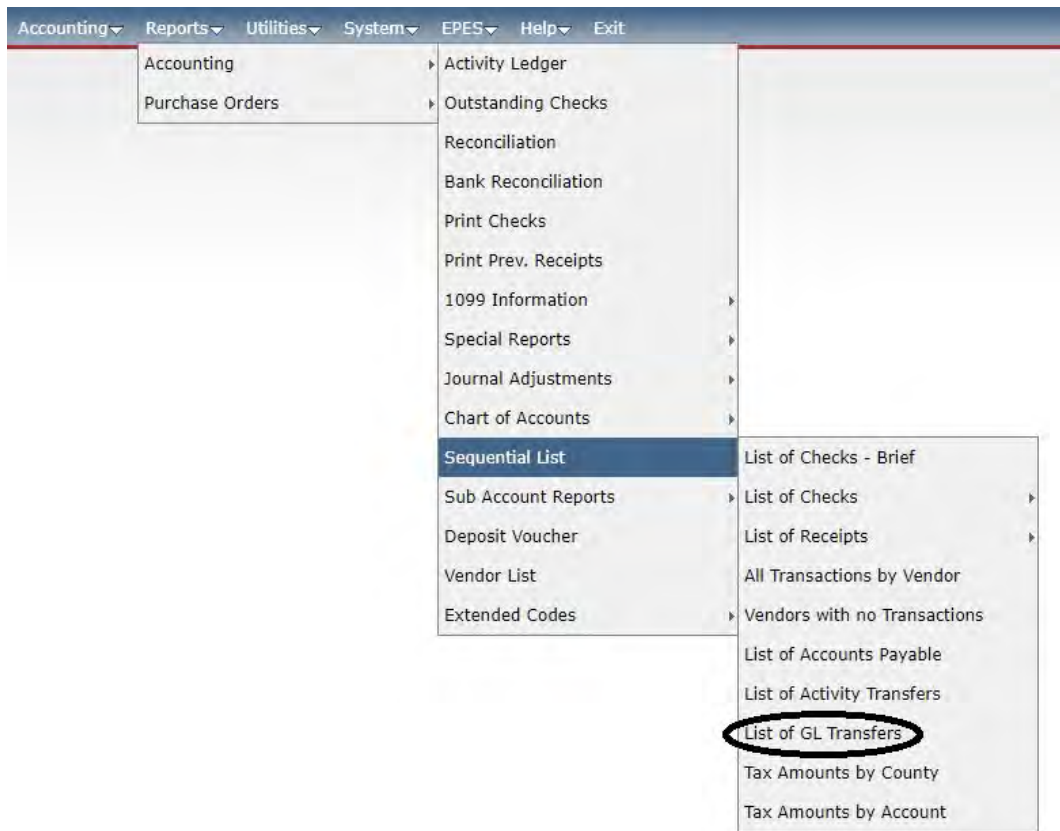 Accounting Reports Utilities System EPES Help Exit
Accounting
Purchase Orders
Activity Ledger
Outstanding Checks
Reconciliation
Bank Reconciliation
Print Checks
Print Prev. Receipts
1099 Information
Special Reports
Journal Adjustments
Chart of Accounts
Sequential List
Sub Account Reports
Deposit Voucher
Vendor List
Extended Codes
List of Checks - Brief
List of Checks
List of Receipts
All Transactions by Vendor
Vendors with no Transactions
List of Accounts Payable
List of Activity Transfers
List of GL Transfers
Tax Amounts by County
Tax Amounts by Account